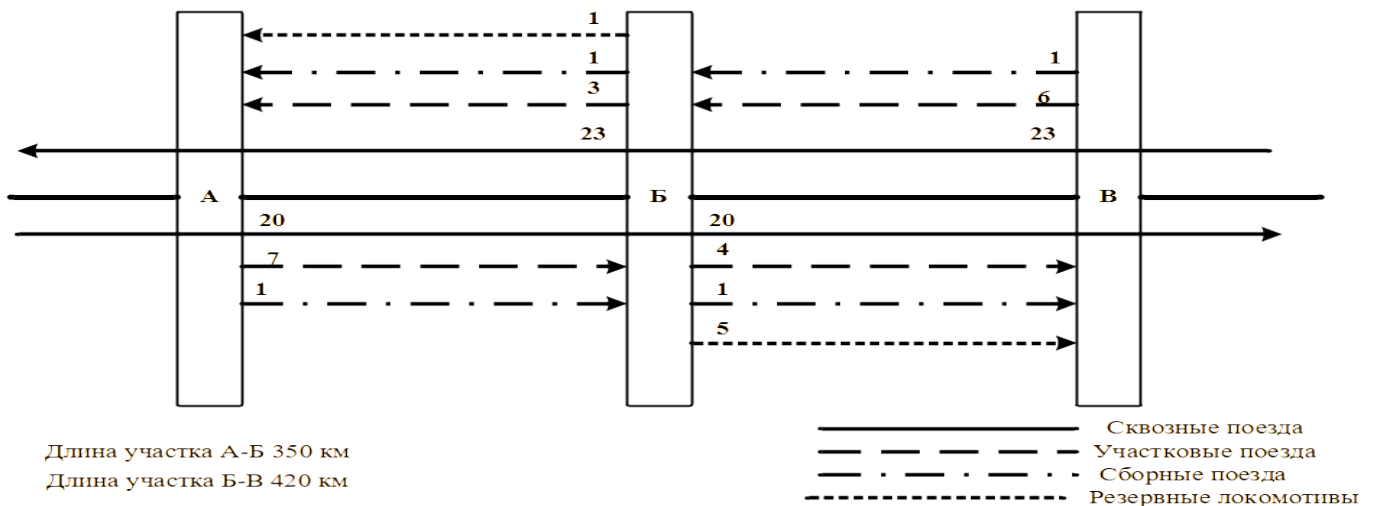 1
1 1
3 6
23 23
А Б В
20 20
7 4
1 1
5
Длина участка А-Б 350 км
Длина участка Б-В 420 км
Сквозные поезда
Участковые поезда
Сборные поезда
Резервные локомотивы